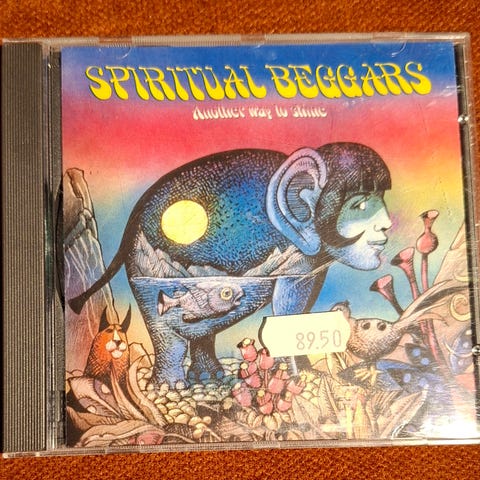 SPIRITUAL BEGGARS
Another way to shine
89.50